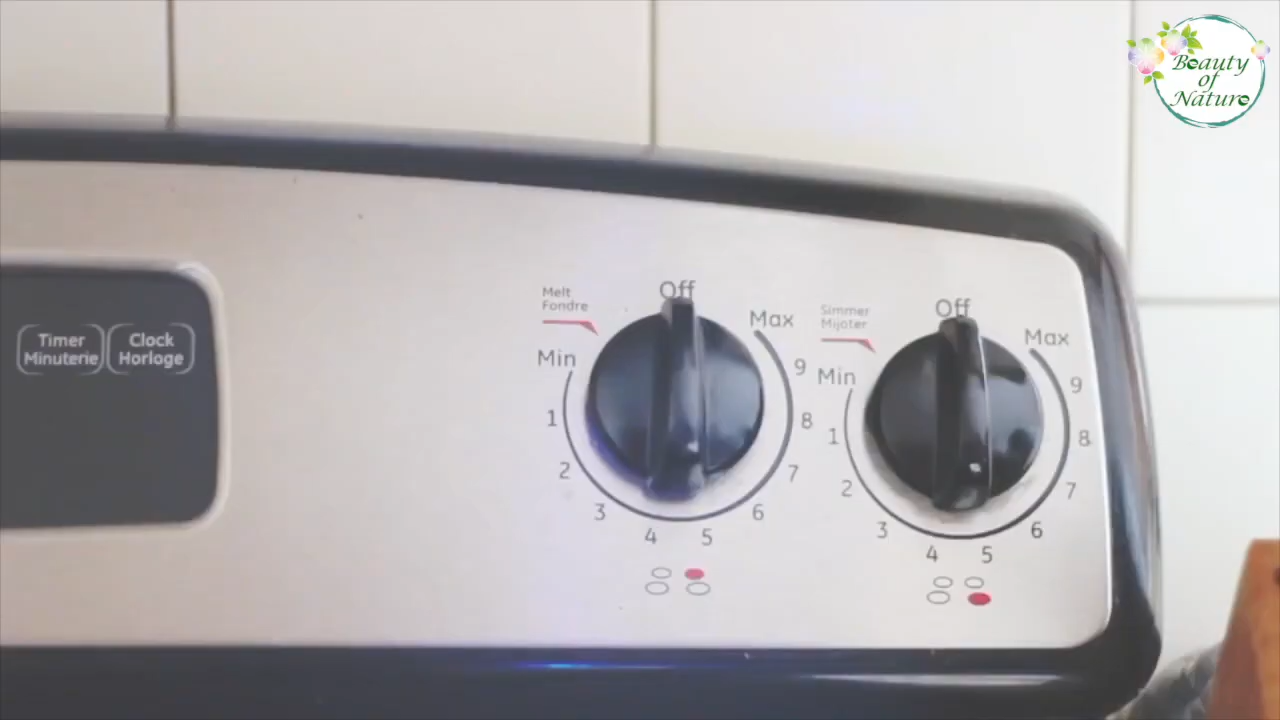 Beauty
of
Nature
Timer
Minuterie
Clock
Horloge
Melt
Fondre
Off
Max
Min
9
1
8
2
7
3
6
4
5
Simmer
Mijoter
Off
Max
Min
9
1
8
2
7
3
6
4
5